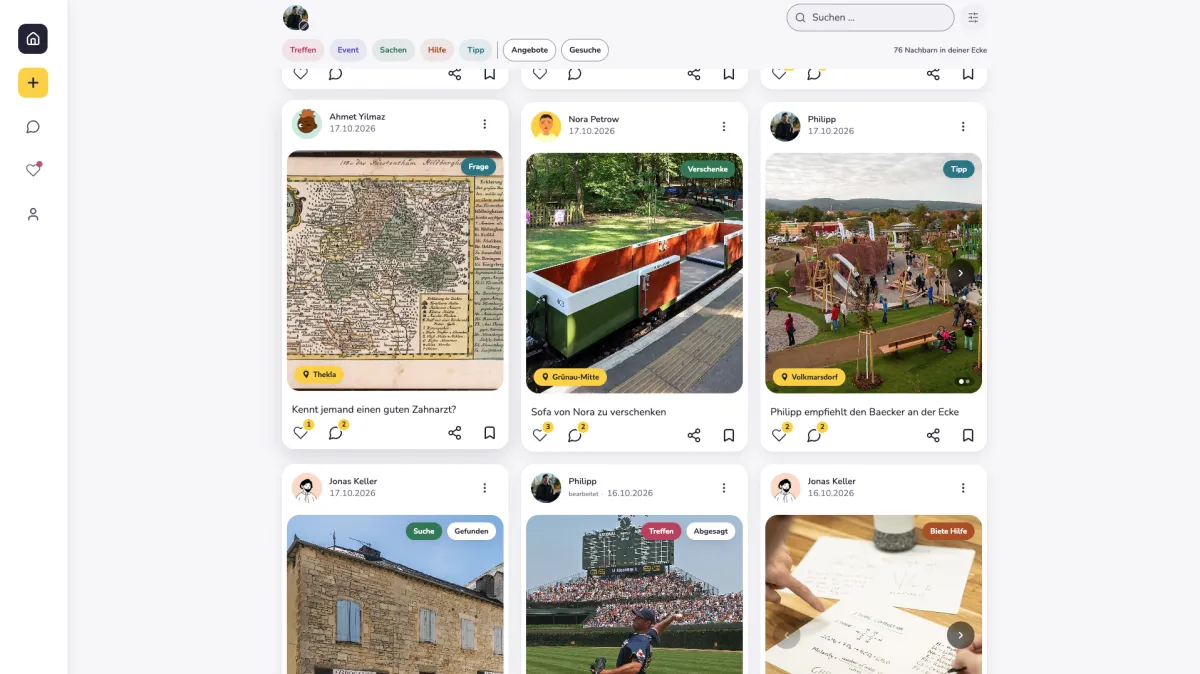 Suchen ...
Treffen
Event
Sachen
Hilfe
Tipp
Angebote
Gesuche
76 Nachbarn in deiner Ecke
Ahmet Yilmaz
17.10.2026
Frage
Thekla
Kennt jemand einen guten Zahnarzt?
1
2
Nora Petrow
17.10.2026
Verschenke
Grünau-Mitte
Sofa von Nora zu verschenken
3
2
Philipp
17.10.2026
Tipp
Volkmarsdorf
Philipp empfiehlt den Baecker an der Ecke
2
2
Jonas Keller
17.10.2026
Suche
Gefunden
Philipp
bearbeitet · 16.10.2026
Treffen
Abgesagt
Jonas Keller
16.10.2026
Biete Hilfe